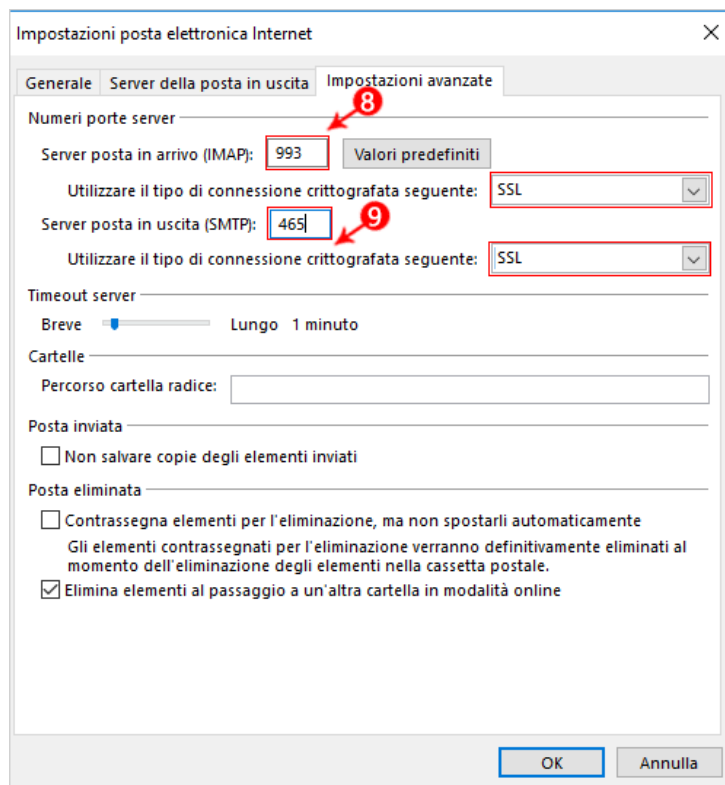 Impostazioni posta elettronica Internet
Generale Server della posta in uscita Impostazioni avanzate
8
Numeri porte server
Server posta in arrivo (IMAP): 993 Valori predefiniti
Utilizzare il tipo di connessione crittografata seguente: SSL
Server posta in uscita (SMTP): 465
9
Utilizzare il tipo di connessione crittografata seguente: SSL
Timeout server
Breve Lungo 1 minuto
Cartelle
Percorso cartella radice:
Posta inviata
Non salvare copie degli elementi inviati
Posta eliminata
Contrassegna elementi per l'eliminazione, ma non spostarli automaticamente
Gli elementi contrassegnati per l'eliminazione verranno definitivamente eliminati al
momento dell'eliminazione degli elementi nella cassetta postale.
Elimina elementi al passaggio a un'altra cartella in modalità online
OK Annulla